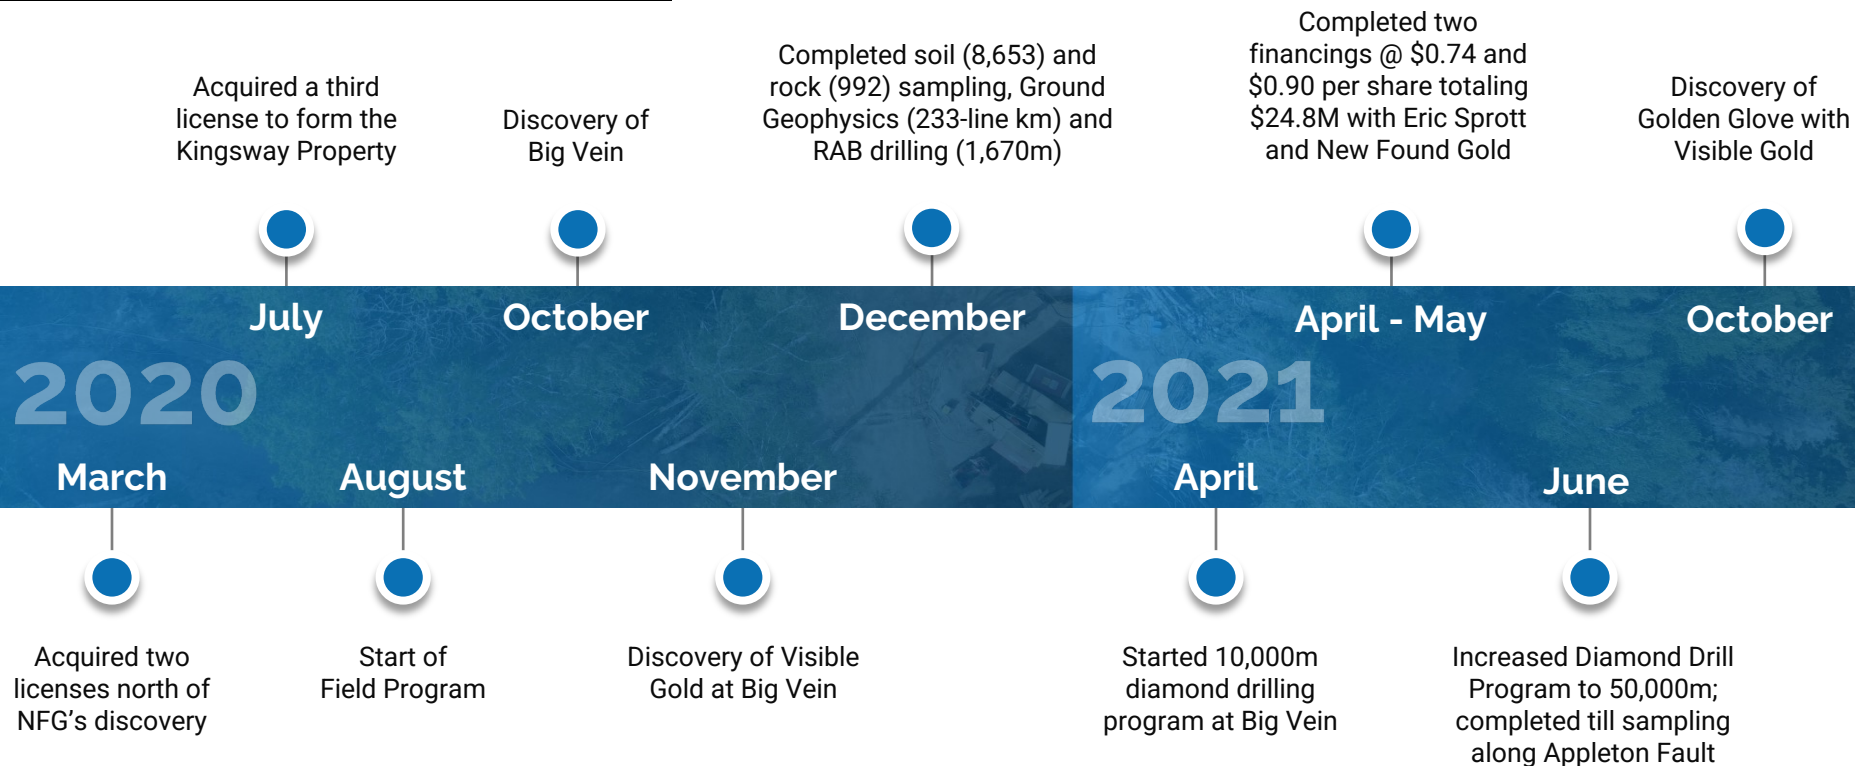 Acquired a third
license to form the
Kingsway Property
Discovery of
Big Vein
Completed soil (8,653) and
rock (992) sampling, Ground
Geophysics (233-line km) and
RAB drilling (1,670m)
Completed two
financings @ $0.74 and
$0.90 per share totaling
$24.8M with Eric Sprott
and New Found Gold
Discovery of
Golden Glove with
Visible Gold
July
October
December
April - May
October
2020
2021
March
August
November
April
June
Acquired two
licenses north of
NFG’s discovery
Start of
Field Program
Discovery of Visible
Gold at Big Vein
Started 10,000m
diamond drilling
program at Big Vein
Increased Diamond Drill
Program to 50,000m;
completed till sampling
along Appleton Fault